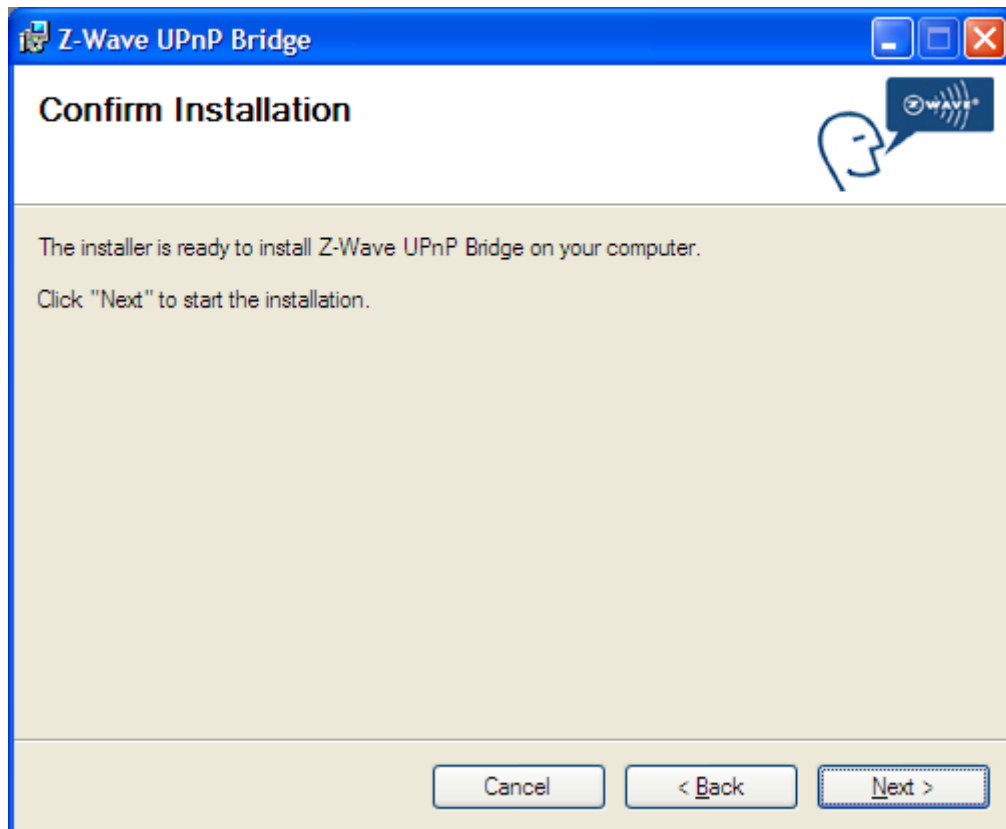 Z-Wave UPnP Bridge
Confirm Installation
Z WAVE®
The installer is ready to install Z-Wave UPnP Bridge on your computer.
Click "Next" to start the installation.
Cancel
< Back
Next >